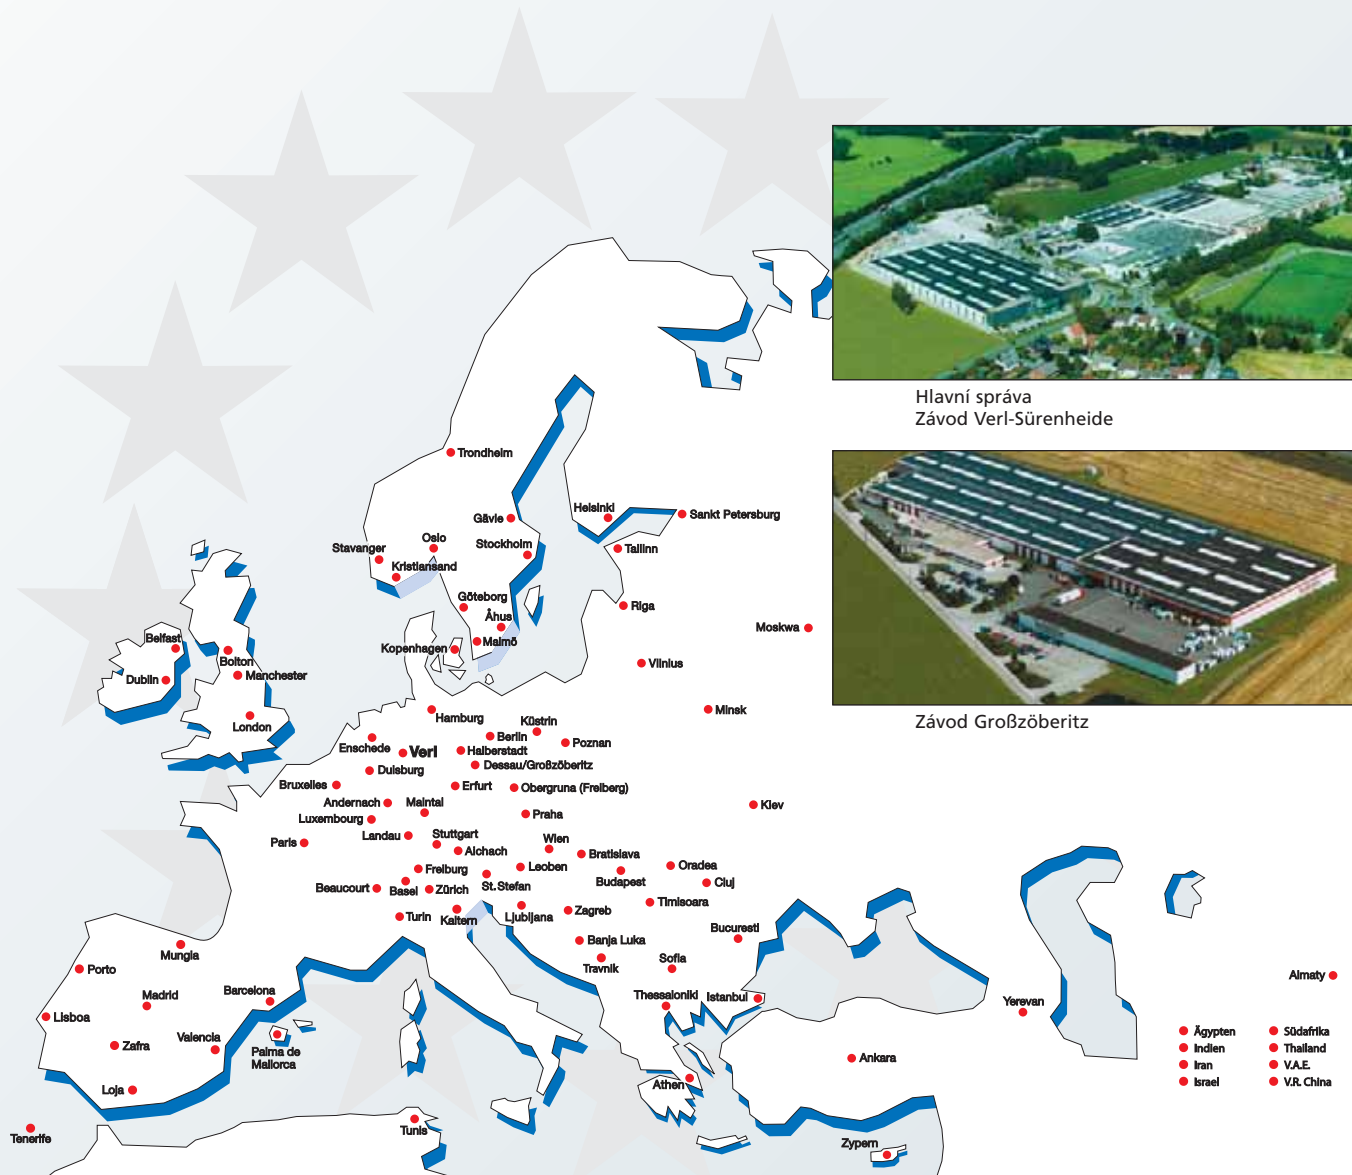 Hlavní správa
Závod Verl-Sürenheide
Závod Großzöberitz
Trondheim
Gävle
Helsinki
Sankt Petersburg
Oslo
Stavanger
Stockholm
Tallinn
Kristiansand
Göteborg
Riga
Åhus
Moskwa
Belfast
Malmö
Kopenhagen
Bolton
Vilnius
Dublin
Manchester
London
Hamburg
Minsk
Küstrin
Berlin
Enschede
Verl
Halberstadt
Poznan
Duisburg
Dessau/Großzöberitz
Bruxelles
Erfurt
Obergruna (Freiberg)
Andernach
Maintal
Kiev
Luxembourg
Praha
Landau
Stuttgart
Paris
Wien
Aichach
Bratislava
Freiburg
Leoben
Oradea
Beaucourt
Basel
Zürich
St. Stefan
Budapest
Cluj
Timisoara
Turin
Kaltern
Ljubljana
Zagreb
Bucuresti
Mungia
Banja Luka
Porto
Travnik
Sofia
Almaty
Madrid
Barcelona
Thessaloniki
Istanbul
Yerevan
Lisboa
Valencia
Zafra
Palma de
Mallorca
Ankara
Ägypten
Indien
Iran
Israel
Südafrika
Thailand
V.A.E.
V.R. China
Loja
Athen
Tenerife
Tunis
Zypern